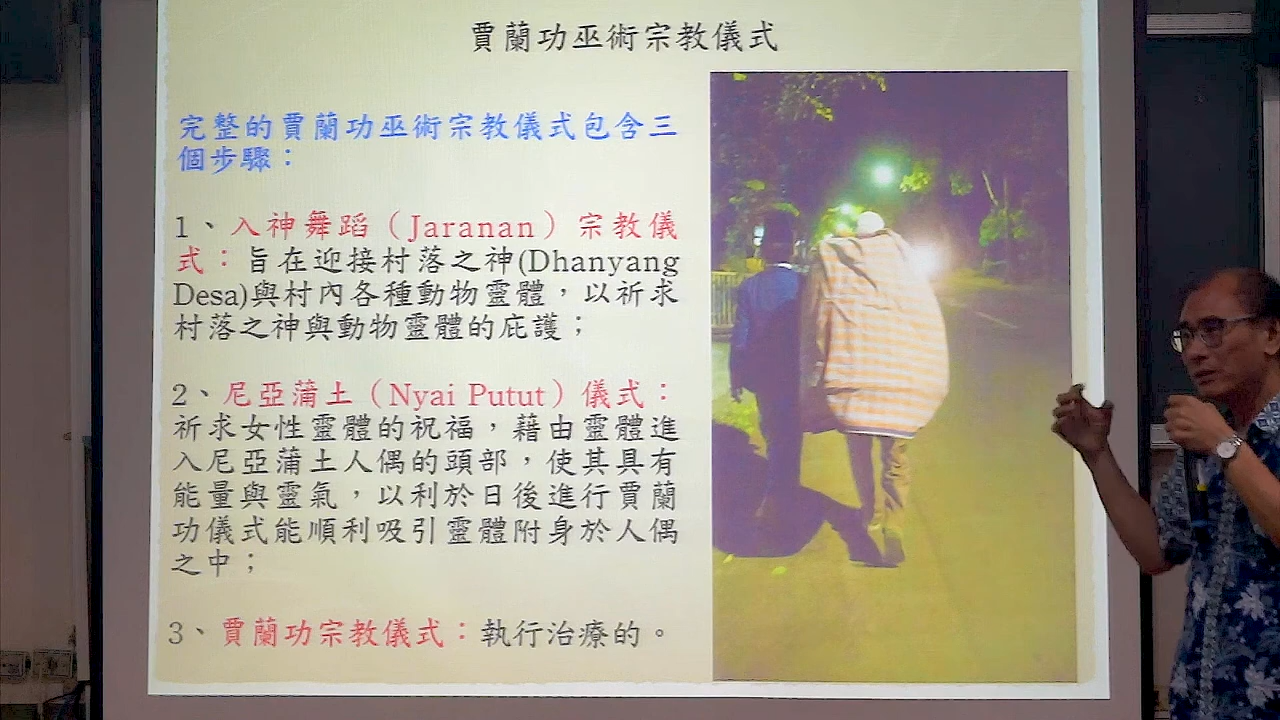 賈蘭功巫術宗教儀式
完整的賈蘭功巫術宗教儀式包含三
個步驟：
1、入神舞蹈（Jaranan）宗教儀
式：旨在迎接村落之神(Dhanyang
Desa)與村內各種動物靈體，以祈求
村落之神與動物靈體的庇護；
2、尼亞蒲土（Nyai Putut）儀式：
祈求女性靈體的祝福，藉由靈體進
入尼亞蒲土人偶的頭部，使其具有
能量與靈氣，以利於日後進行賈蘭
功儀式能順利吸引靈體附身於人偶
之中；
3、賈蘭功宗教儀式：執行治療的。